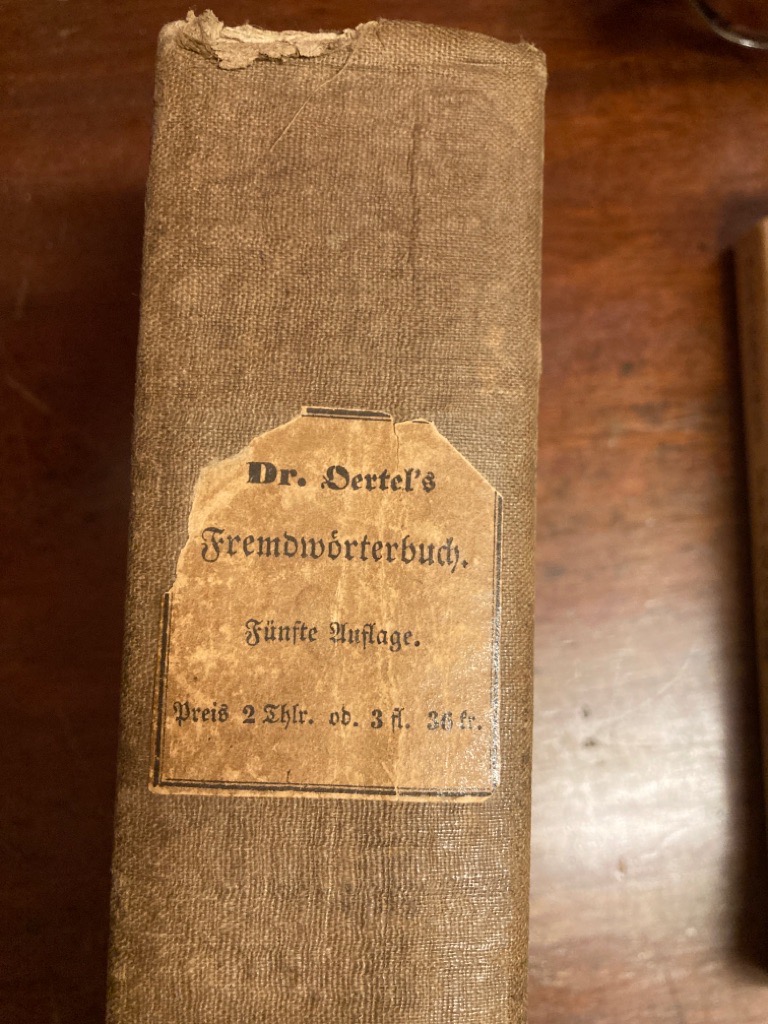 Dr. Oertel's
Fremdwörterbuch.
Fünfte Auflage.
Preis 2 Thlr. od. 3 fl. 36 kr.